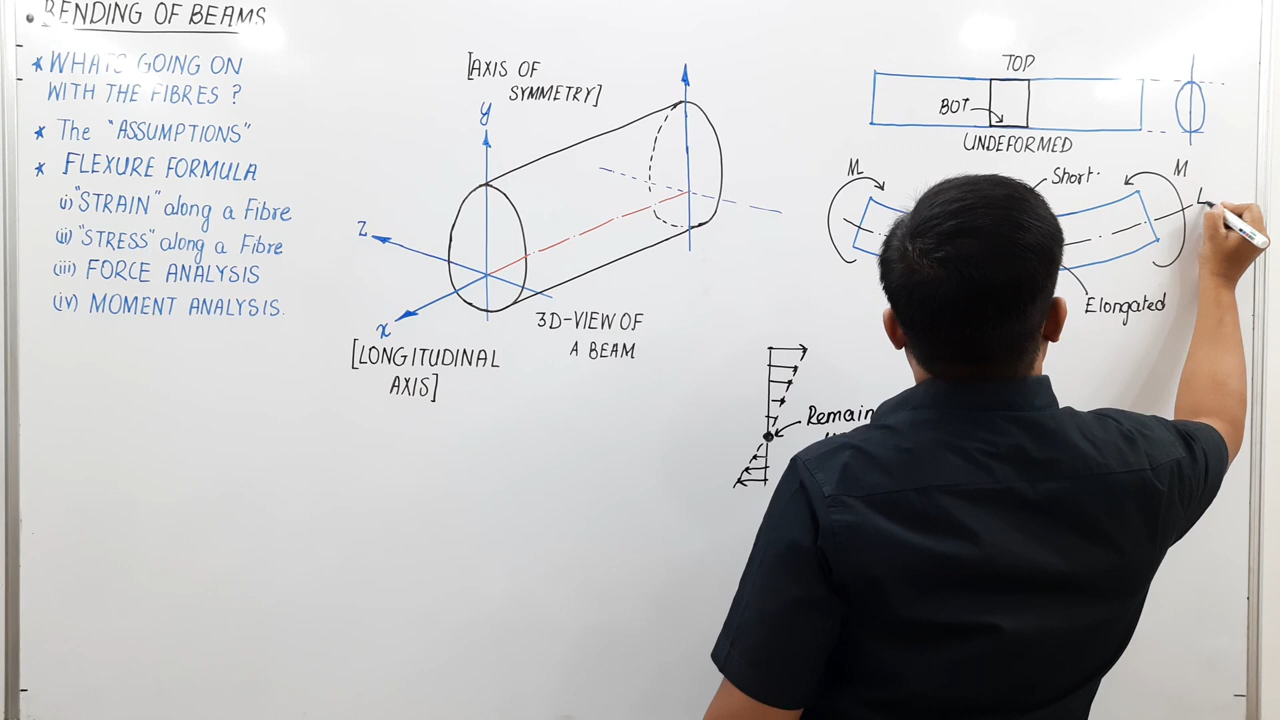 • BENDING OF BEAMS
* WHATS GOING ON
WITH THE FIBRES ?
* The "ASSUMPTIONS"
* FLEXURE FORMULA
(i) "STRAIN" along a Fibre
(ii) "STRESS" along a Fibre
(iii) FORCE ANALYSIS
(iv) MOMENT ANALYSIS.
[AXIS OF
SYMMETRY]
y
z
x
[LONGITUDINAL
AXIS]
3D-VIEW OF
A BEAM
TOP
BOT
UNDEFORMED
M
Short.
M
L
Elongated
Remain